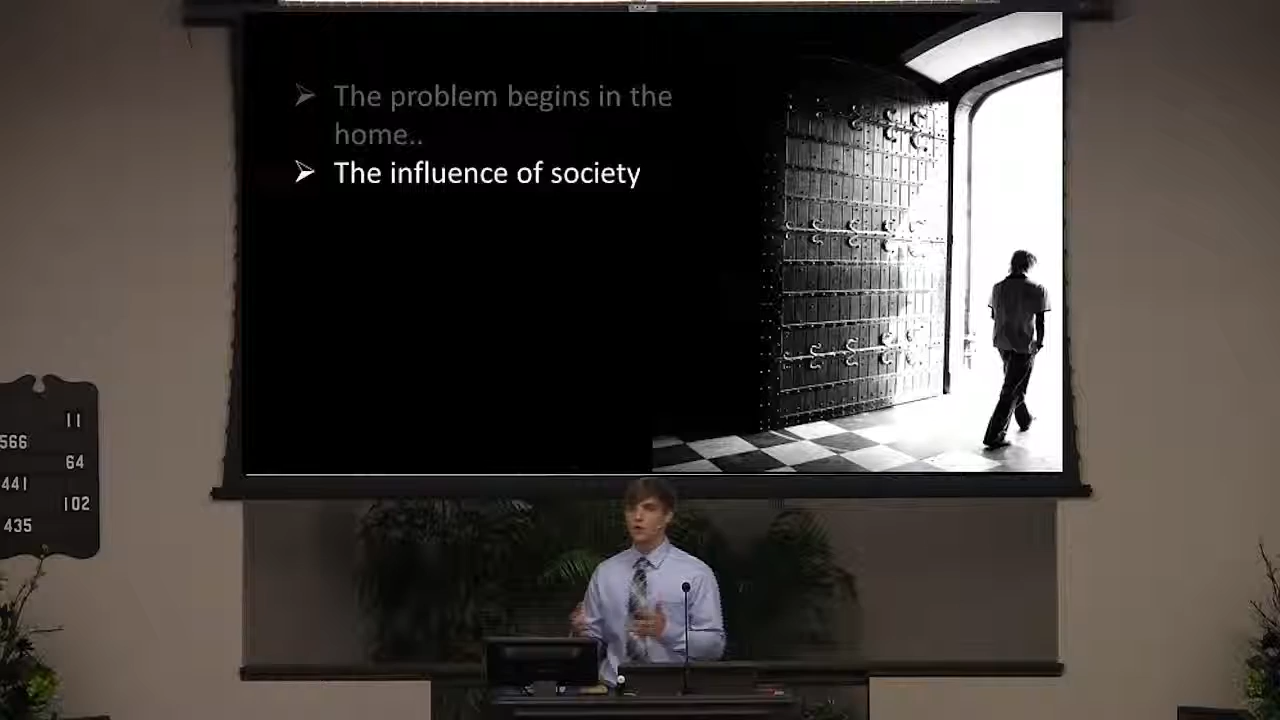 ➢ The problem begins in the
home..
➢ The influence of society
11
566
64
441
102
435